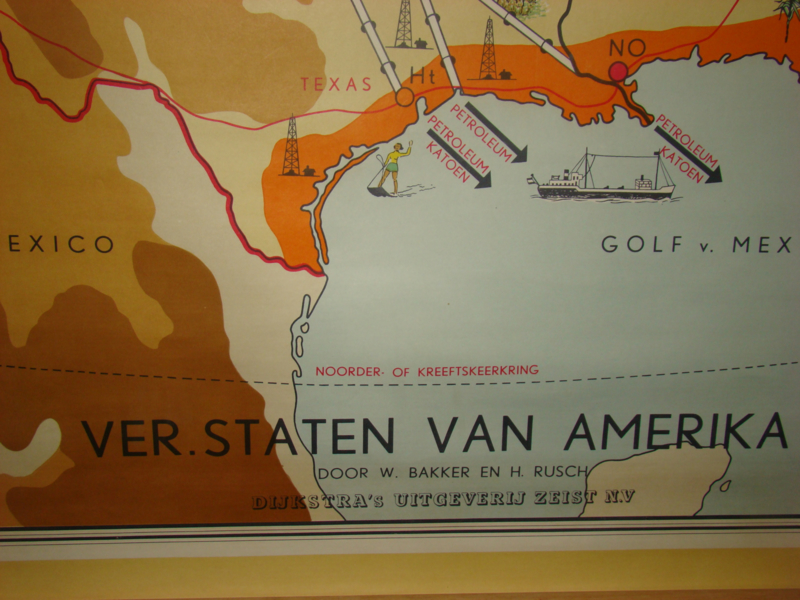 NO
Ht
TEXAS
PETROLEUM
PETROLEUM
KATOEN
PETROLEUM
KATOEN
EXICO
GOLF v. MEX
NOORDER- OF KREEFTSKEERKRING
VER. STATEN VAN AMERIKA
DOOR W. BAKKER EN H. RUSCH
DIJKSTRA'S UITGEVERIJ ZEIST N.V